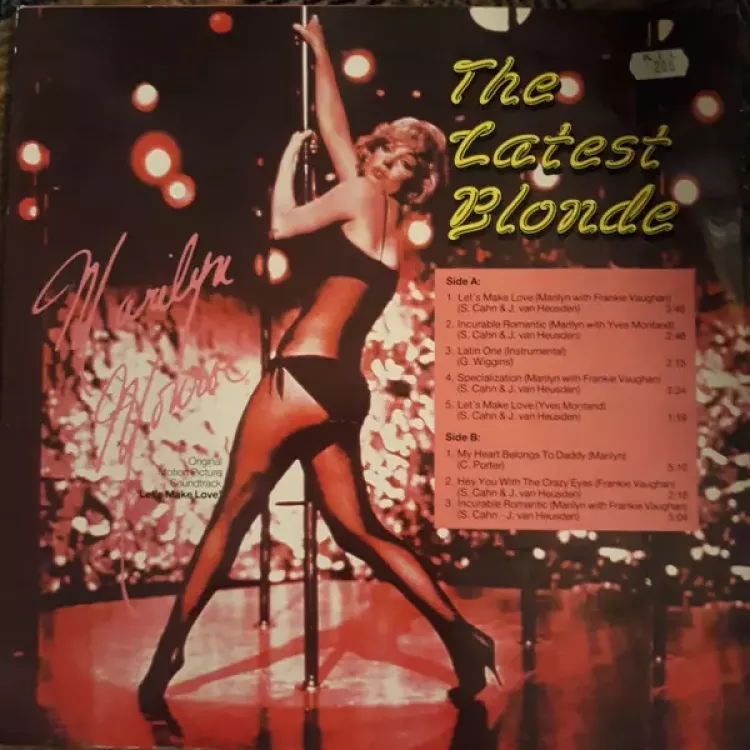 The
Latest
Blonde
Marilyn
Monroe
Original
Motion Picture
Soundtrack
"Let's Make Love"
Side A:
1. Let's Make Love (Marilyn with Frankie Vaughan)
(S. Cahn & J. van Heusden) 3:46
2. Incurable Romantic (Marilyn with Yves Montand)
(S. Cahn & J. van Heusden) 2:46
3. Latin One (Instrumental)
(G. Wiggins) 2:15
4. Specialization (Marilyn with Frankie Vaughan)
(S. Cahn & J. van Heusden) 3:24
5. Let's Make Love (Yves Montand)
(S. Cahn & J. van Heusden) 1:19
Side B:
1. My Heart Belongs To Daddy (Marilyn)
(C. Porter) 5:10
2. Hey You With The Crazy Eyes (Frankie Vaughan)
(S. Cahn & J. van Heusden) 2:18
3. Incurable Romantic (Marilyn with Frankie Vaughan)
(S. Cahn - J. van Heusden) 3:04